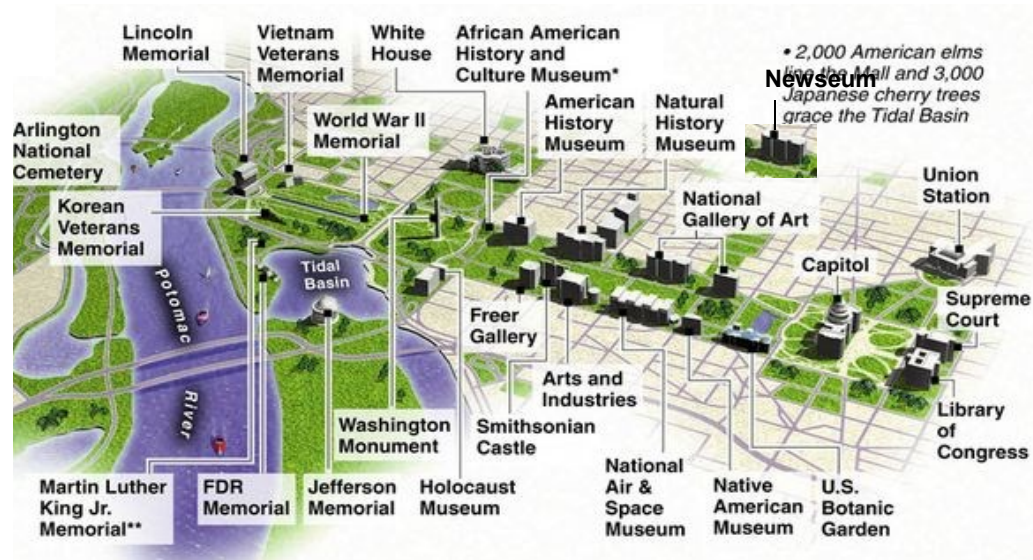 Lincoln
Memorial
Vietnam
Veterans
Memorial
White
House
African American
History and
Culture Museum*
• 2,000 American elms
line the Mall and 3,000
Japanese cherry trees
grace the Tidal Basin
Newseum
American
History
Museum
Natural
History
Museum
World War II
Memorial
Arlington
National
Cemetery
Union
Station
Korean
Veterans
Memorial
National
Gallery of Art
Capitol
Tidal
Basin
Potomac
River
Supreme
Court
Freer
Gallery
Arts and
Industries
Washington
Monument
Smithsonian
Castle
Library
of
Congress
Martin Luther
King Jr.
Memorial**
FDR
Memorial
Jefferson
Memorial
Holocaust
Museum
National
Air &
Space
Museum
Native
American
Museum
U.S.
Botanic
Garden